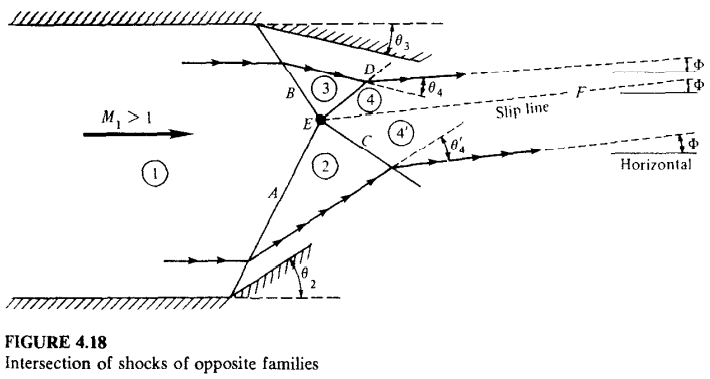 θ3
Φ
D
θ4
Φ
B
3
4
F
Slip line
M1 > 1
E
C
4'
θ'4
Φ
2
Horizontal
1
A
θ2
FIGURE 4.18
Intersection of shocks of opposite families